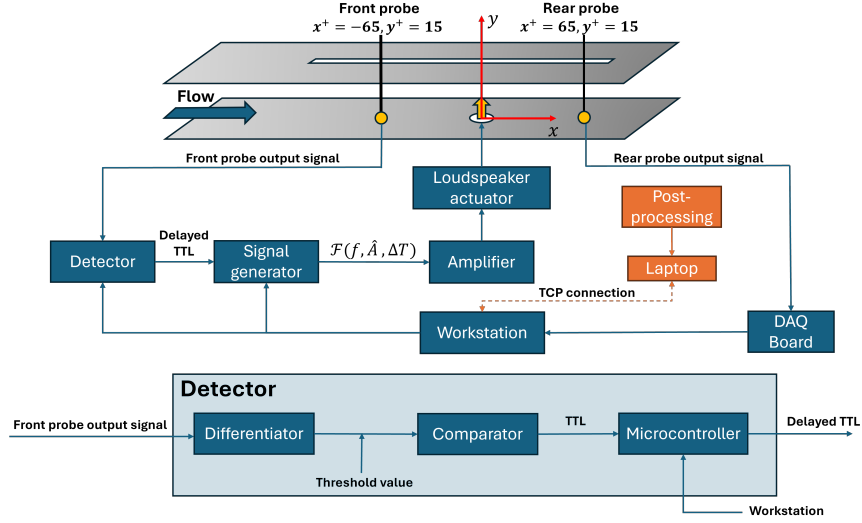 Front probe
x⁺ = −65, y⁺ = 15
y
Rear probe
x⁺ = 65, y⁺ = 15
Flow
x
Front probe output signal
Rear probe output signal
Loudspeaker
actuator
Post-
processing
Detector
Delayed
TTL
Signal
generator
ℱ(f, Â, ΔT)
Amplifier
Laptop
TCP connection
Workstation
DAQ
Board
Detector
Front probe output signal
Differentiator
Threshold value
Comparator
TTL
Microcontroller
Delayed TTL
Workstation